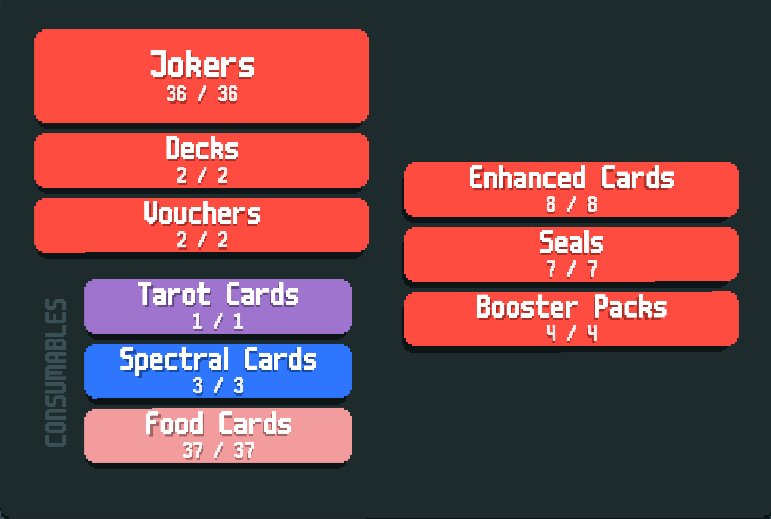 Jokers
36 / 36
Decks
2 / 2
Vouchers
2 / 2
CONSUMABLES
Tarot Cards
1 / 1
Spectral Cards
3 / 3
Food Cards
37 / 37
Enhanced Cards
8 / 8
Seals
7 / 7
Booster Packs
4 / 4